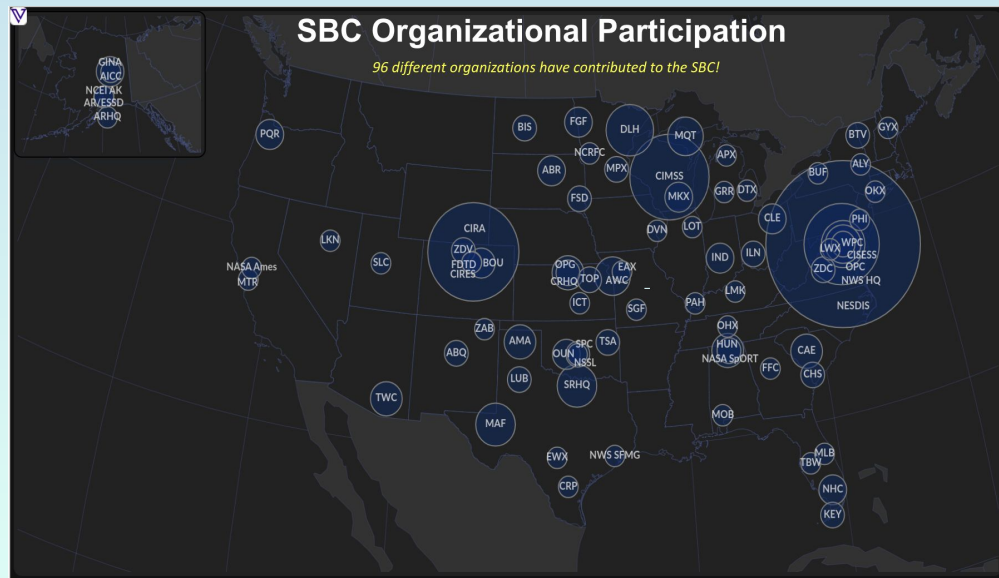 SBC Organizational Participation
96 different organizations have contributed to the SBC!
GINA
AICC
NCEI AK
AR/ESSD
ARHQ
PQR
BIS
FGF
DLH
MQT
NCRFC
ABR
MPX
CIMSS
APX
FSD
MKX
GRR
DTX
BTV
GYX
BUF
ALY
OKX
CLE
PHI
LKN
SLC
NASA Ames
MTR
CIRA
ZDV
BOU
FDTD
CIRES
DVN
LOT
IND
ILN
LWX
WPC
CISESS
ZDC
OPC
NWS HQ
NESDIS
OPG
CRHQ
TOP
EAX
AWC
ICT
SGF
PAH
LMK
ZAB
ABQ
AMA
OUN
SPC
NSSL
TSA
LUB
SRHQ
OHX
HUN
NASA SpORT
FFC
CAE
CHS
TWC
MAF
MOB
EWX
NWS SFMG
CRP
MLB
TBW
NHC
KEY